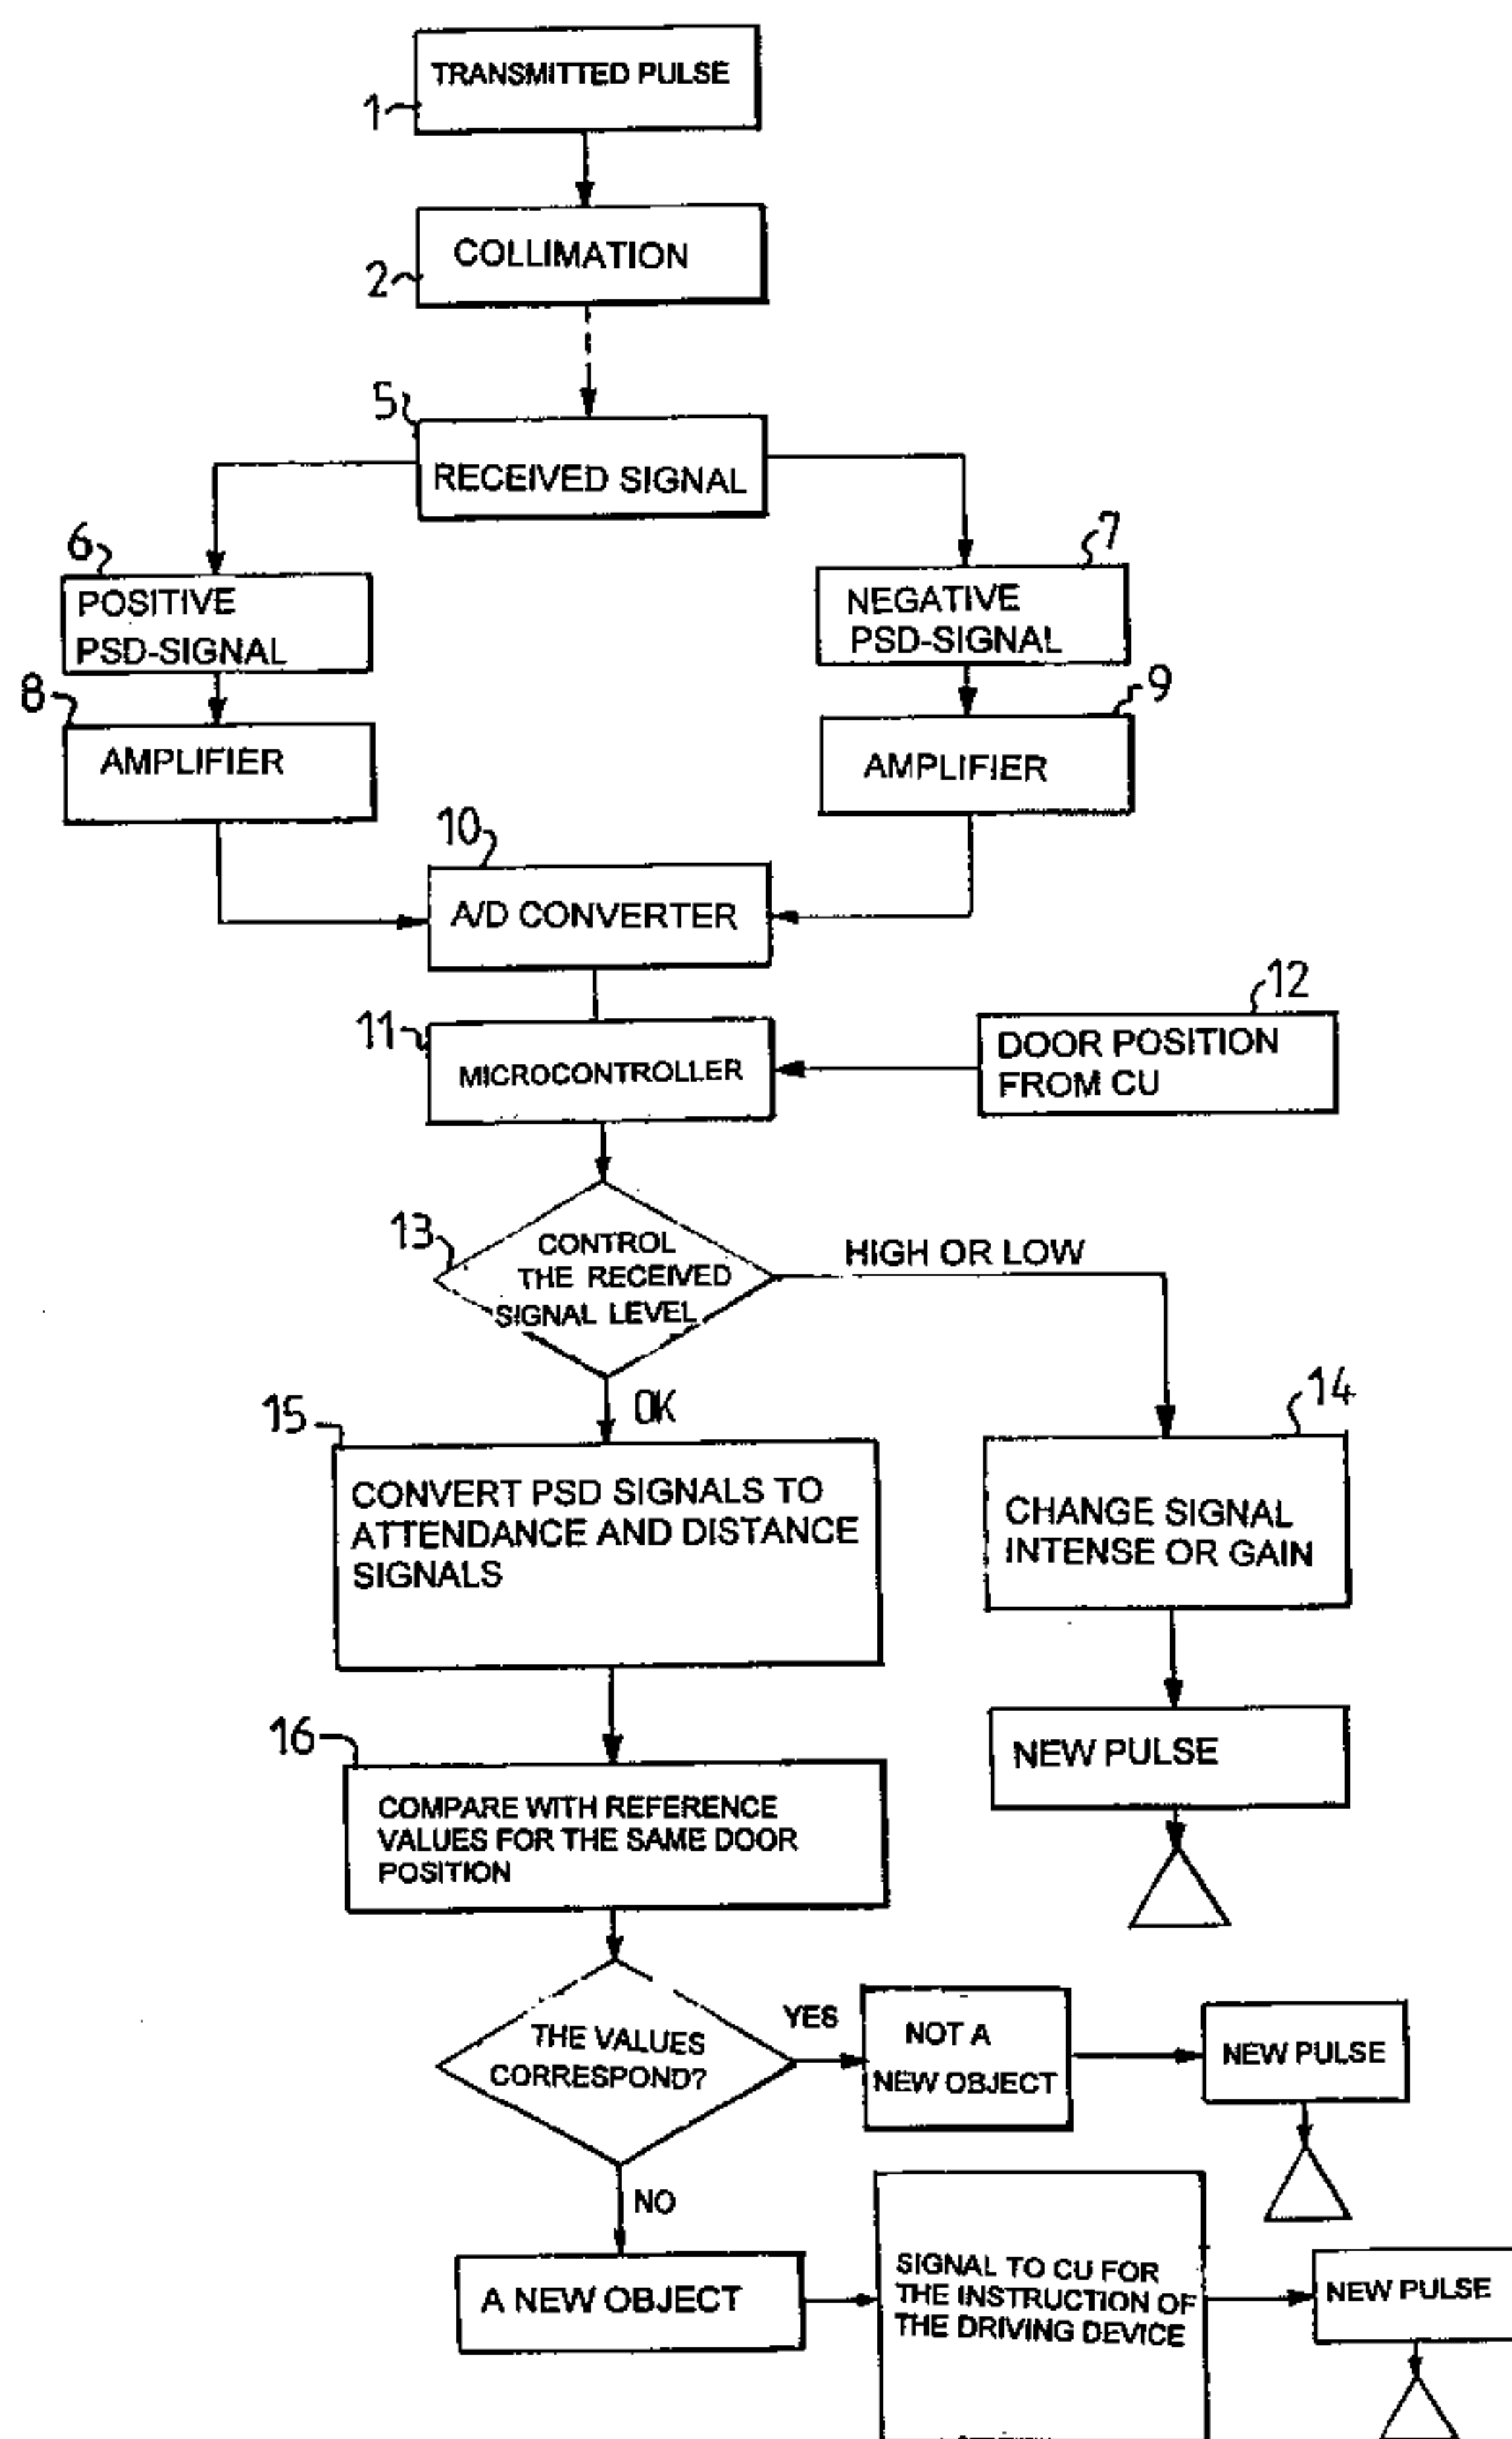 TRANSMITTED PULSE
1
COLLIMATION
2
5
RECEIVED SIGNAL
6
POSITIVE
PSD-SIGNAL
7
NEGATIVE
PSD-SIGNAL
8
AMPLIFIER
9
AMPLIFIER
10
A/D CONVERTER
11
MICROCONTROLLER
12
DOOR POSITION
FROM CU
13
CONTROL
THE RECEIVED
SIGNAL LEVEL
HIGH OR LOW
OK
14
CHANGE SIGNAL
INTENSE OR GAIN
NEW PULSE
15
CONVERT PSD SIGNALS TO
ATTENDANCE AND DISTANCE
SIGNALS
16
COMPARE WITH REFERENCE
VALUES FOR THE SAME DOOR
POSITION
THE VALUES
CORRESPOND?
YES
NOT A
NEW OBJECT
NEW PULSE
NO
A NEW OBJECT
SIGNAL TO CU FOR
THE INSTRUCTION OF
THE DRIVING DEVICE
NEW PULSE